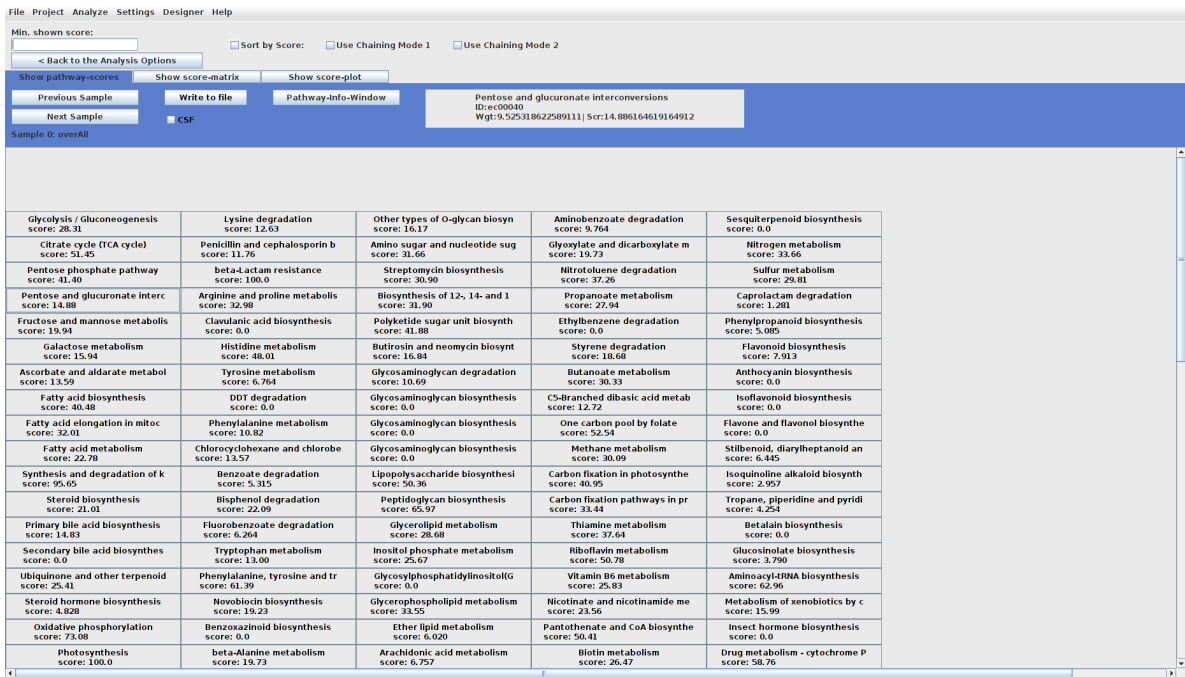 File Project Analyze Settings Designer Help
Min. shown score:
Sort by Score: Use Chaining Mode 1 Use Chaining Mode 2
< Back to the Analysis Options
Show pathway-scores Show score-matrix Show score-plot
Previous Sample Write to file Pathway-Info-Window
Pentose and glucuronate interconversions
ID:ec00040
Wgt:9.525318622589111| Scr:14.886164619164912
Next Sample CSF
Sample 0: overAll
Glycolysis / Gluconeogenesis Lysine degradation Other types of O-glycan biosyn Aminobenzoate degradation Sesquiterpenoid biosynthesis
score: 28.31 score: 12.63 score: 16.17 score: 9.764 score: 0.0
Citrate cycle (TCA cycle) Penicillin and cephalosporin b Amino sugar and nucleotide sug Glyoxylate and dicarboxylate m Nitrogen metabolism
score: 51.45 score: 11.76 score: 31.66 score: 19.73 score: 33.66
Pentose phosphate pathway beta-Lactam resistance Streptomycin biosynthesis Nitrotoluene degradation Sulfur metabolism
score: 41.40 score: 100.0 score: 30.90 score: 37.26 score: 29.81
Pentose and glucuronate interc Arginine and proline metabolis Biosynthesis of 12-, 14- and 1 Propanoate metabolism Caprolactam degradation
score: 14.88 score: 32.98 score: 31.90 score: 27.94 score: 1.281
Fructose and mannose metabolis Clavulanic acid biosynthesis Polyketide sugar unit biosynth Ethylbenzene degradation Phenylpropanoid biosynthesis
score: 19.94 score: 0.0 score: 41.88 score: 0.0 score: 5.085
Galactose metabolism Histidine metabolism Butirosin and neomycin biosynt Styrene degradation Flavonoid biosynthesis
score: 15.94 score: 48.01 score: 16.84 score: 18.68 score: 7.913
Ascorbate and aldarate metabol Tyrosine metabolism Glycosaminoglycan degradation Butanoate metabolism Anthocyanin biosynthesis
score: 13.59 score: 6.764 score: 10.69 score: 30.33 score: 0.0
Fatty acid biosynthesis DDT degradation Glycosaminoglycan biosynthesis C5-Branched dibasic acid metab Isoflavonoid biosynthesis
score: 40.48 score: 0.0 score: 0.0 score: 12.72 score: 0.0
Fatty acid elongation in mitoc Phenylalanine metabolism Glycosaminoglycan biosynthesis One carbon pool by folate Flavone and flavonol biosynthe
score: 32.01 score: 10.82 score: 0.0 score: 52.54 score: 0.0
Fatty acid metabolism Chlorocyclohexane and chlorobe Glycosaminoglycan biosynthesis Methane metabolism Stilbenoid, diarylheptanoid an
score: 22.78 score: 13.57 score: 0.0 score: 30.09 score: 6.445
Synthesis and degradation of k Benzoate degradation Lipopolysaccharide biosynthesi Carbon fixation in photosynthe Isoquinoline alkaloid biosynth
score: 95.65 score: 5.315 score: 50.36 score: 40.95 score: 2.957
Steroid biosynthesis Bisphenol degradation Peptidoglycan biosynthesis Carbon fixation pathways in pr Tropane, piperidine and pyridi
score: 21.01 score: 22.09 score: 65.97 score: 33.44 score: 4.254
Primary bile acid biosynthesis Fluorobenzoate degradation Glycerolipid metabolism Thiamine metabolism Betalain biosynthesis
score: 14.83 score: 6.264 score: 28.68 score: 37.64 score: 0.0
Secondary bile acid biosynthes Tryptophan metabolism Inositol phosphate metabolism Riboflavin metabolism Glucosinolate biosynthesis
score: 0.0 score: 13.00 score: 25.67 score: 50.78 score: 3.790
Ubiquinone and other terpenoid Phenylalanine, tyrosine and tr Glycosylphosphatidylinositol(G Vitamin B6 metabolism Aminoacyl-tRNA biosynthesis
score: 25.41 score: 61.39 score: 0.0 score: 25.83 score: 62.96
Steroid hormone biosynthesis Novobiocin biosynthesis Glycerophospholipid metabolism Nicotinate and nicotinamide me Metabolism of xenobiotics by c
score: 4.828 score: 19.23 score: 33.55 score: 23.56 score: 15.99
Oxidative phosphorylation Benzoxazinoid biosynthesis Ether lipid metabolism Pantothenate and CoA biosynthe Insect hormone biosynthesis
score: 73.08 score: 0.0 score: 6.020 score: 50.41 score: 0.0
Photosynthesis beta-Alanine metabolism Arachidonic acid metabolism Biotin metabolism Drug metabolism - cytochrome P
score: 100.0 score: 19.73 score: 6.757 score: 26.47 score: 58.76